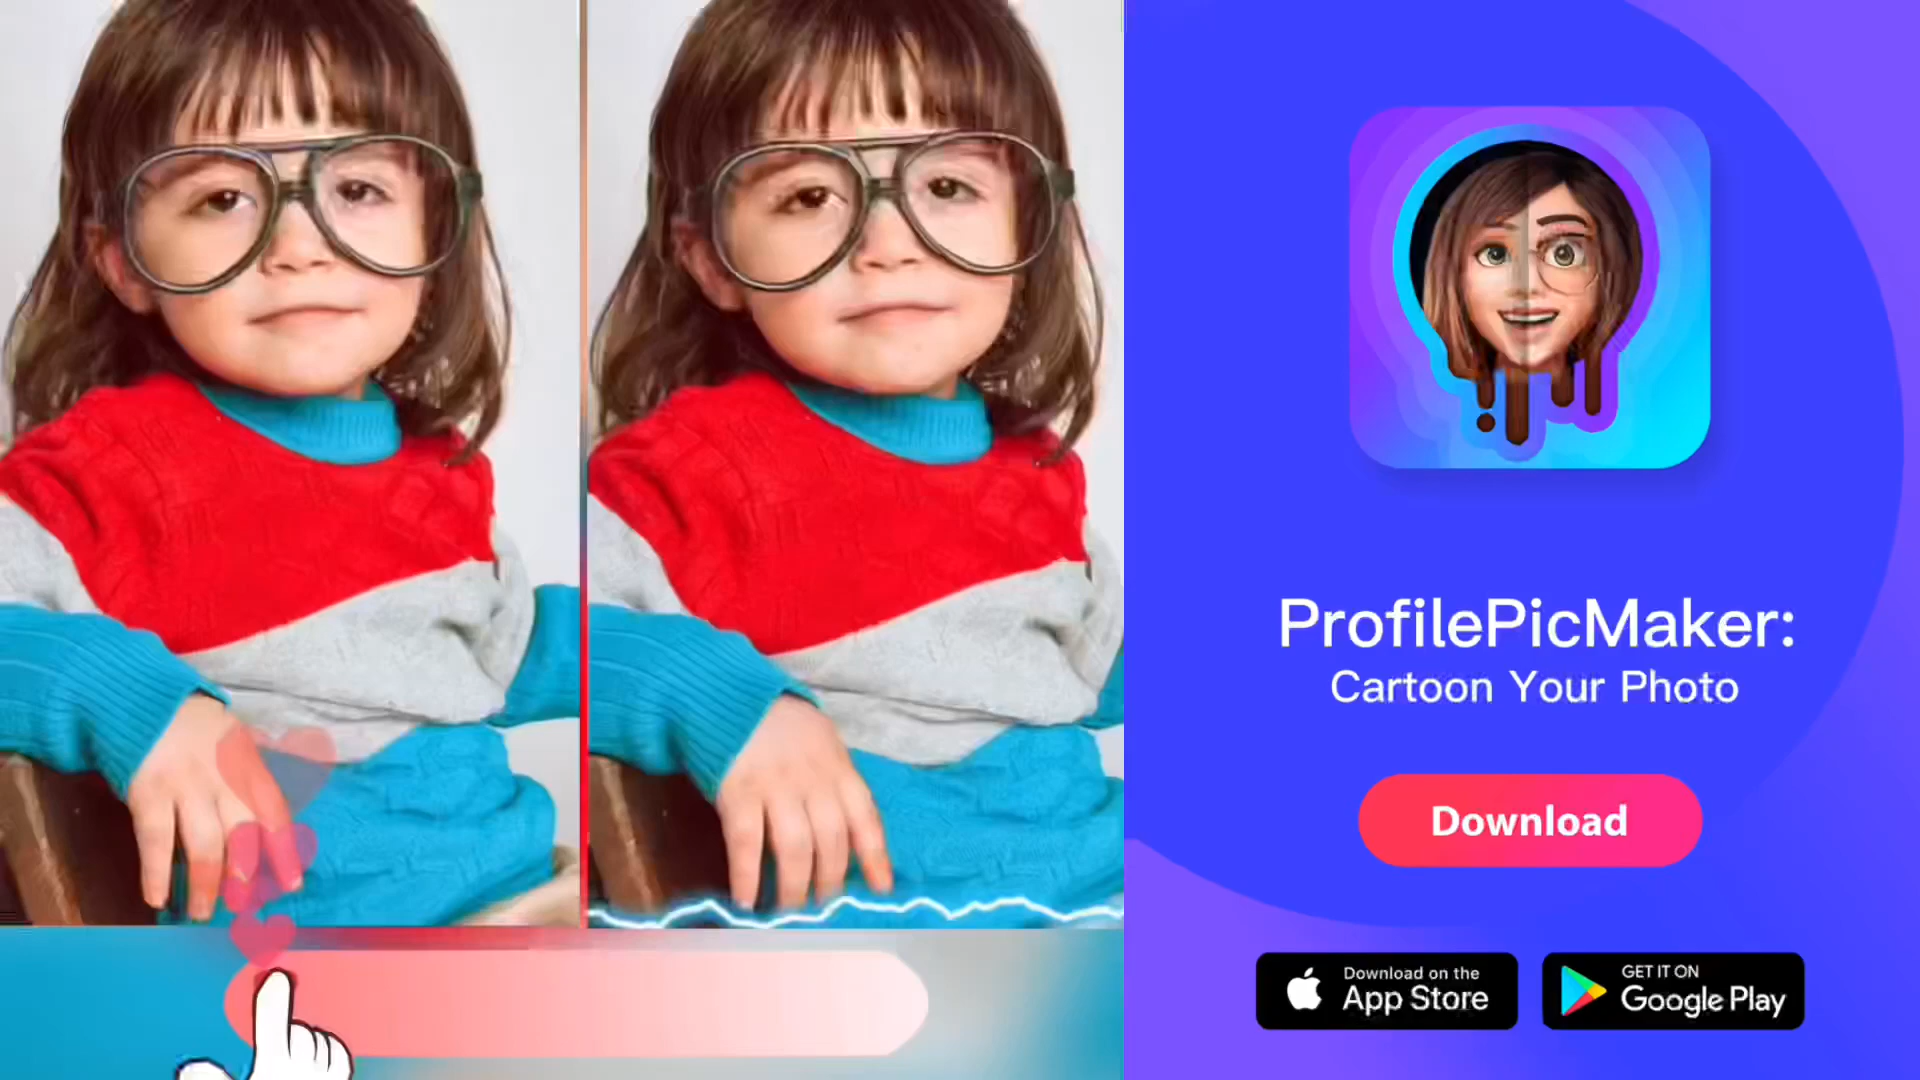 ProfilePicMaker:
Cartoon Your Photo
Download
Download on the
App Store
GET IT ON
Google Play